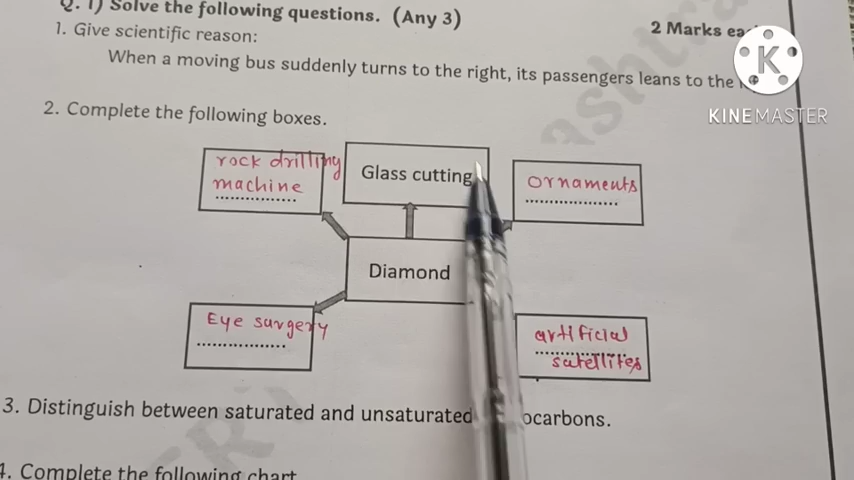 Q. 1) Solve the following questions. (Any 3)
2 Marks
1. Give scientific reason:
When a moving bus suddenly turns to the right, its passengers leans to the
K
KINEMASTER
2. Complete the following boxes.
rock drilling
machine
Glass cutting
ornaments
Diamond
Eye surgery
artificial
satellites
3. Distinguish between saturated and unsaturated ocarbons.
4. Complete the following chart